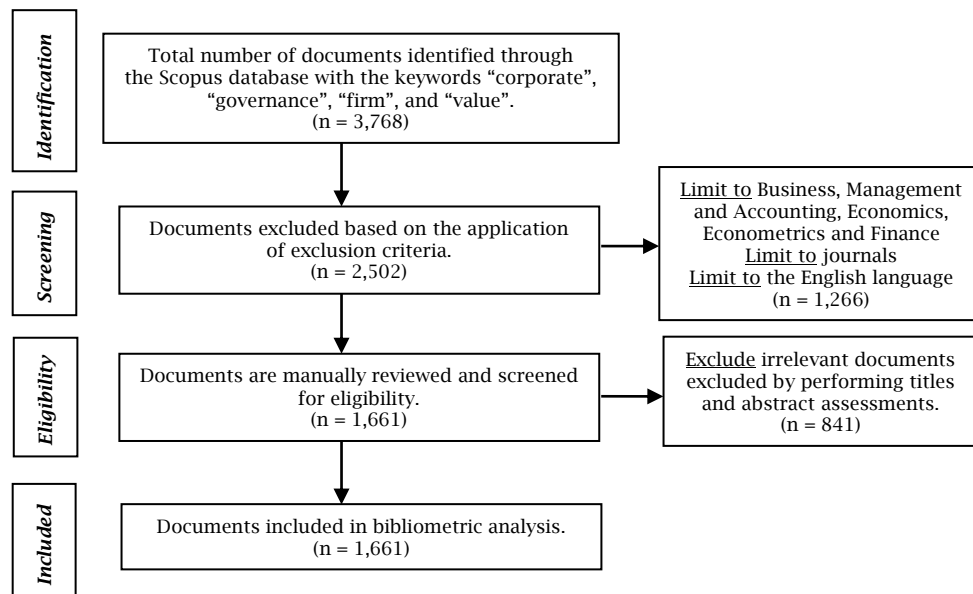 Identification
Total number of documents identified through
the Scopus database with the keywords “corporate”,
“governance”, “firm”, and “value”.
(n = 3,768)
Screening
Documents excluded based on the application
of exclusion criteria.
(n = 2,502)
Limit to Business, Management
and Accounting, Economics,
Econometrics and Finance
Limit to journals
Limit to the English language
(n = 1,266)
Eligibility
Documents are manually reviewed and screened
for eligibility.
(n = 1,661)
Exclude irrelevant documents
excluded by performing titles
and abstract assessments.
(n = 841)
Included
Documents included in bibliometric analysis.
(n = 1,661)